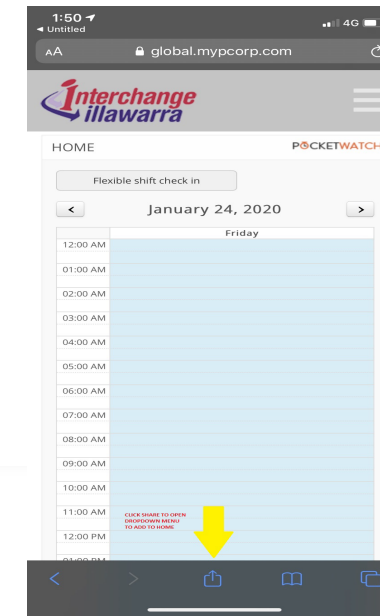 1:50
4G
◀ Untitled
AA global.mypcorp.com
Interchange
illawarra
HOME POCKETWATCH
Flexible shift check in
< January 24, 2020 >
Friday
12:00 AM
01:00 AM
02:00 AM
03:00 AM
04:00 AM
05:00 AM
06:00 AM
07:00 AM
08:00 AM
09:00 AM
10:00 AM
11:00 AM
CLICK SHARE TO OPEN
DROPDOWN MENU
TO ADD TO HOME
12:00 PM
01:00 PM